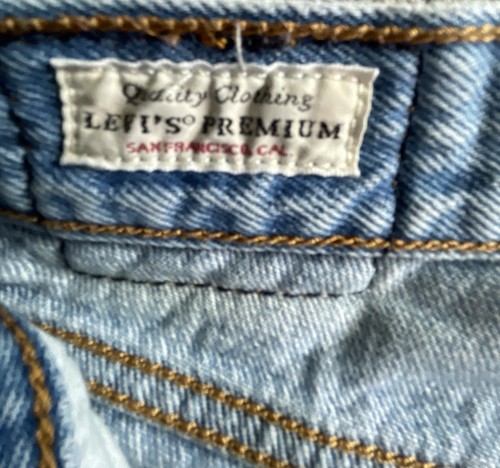 Quality Clothing
LEVI'S® PREMIUM
SAN FRANCISCO, CAL.